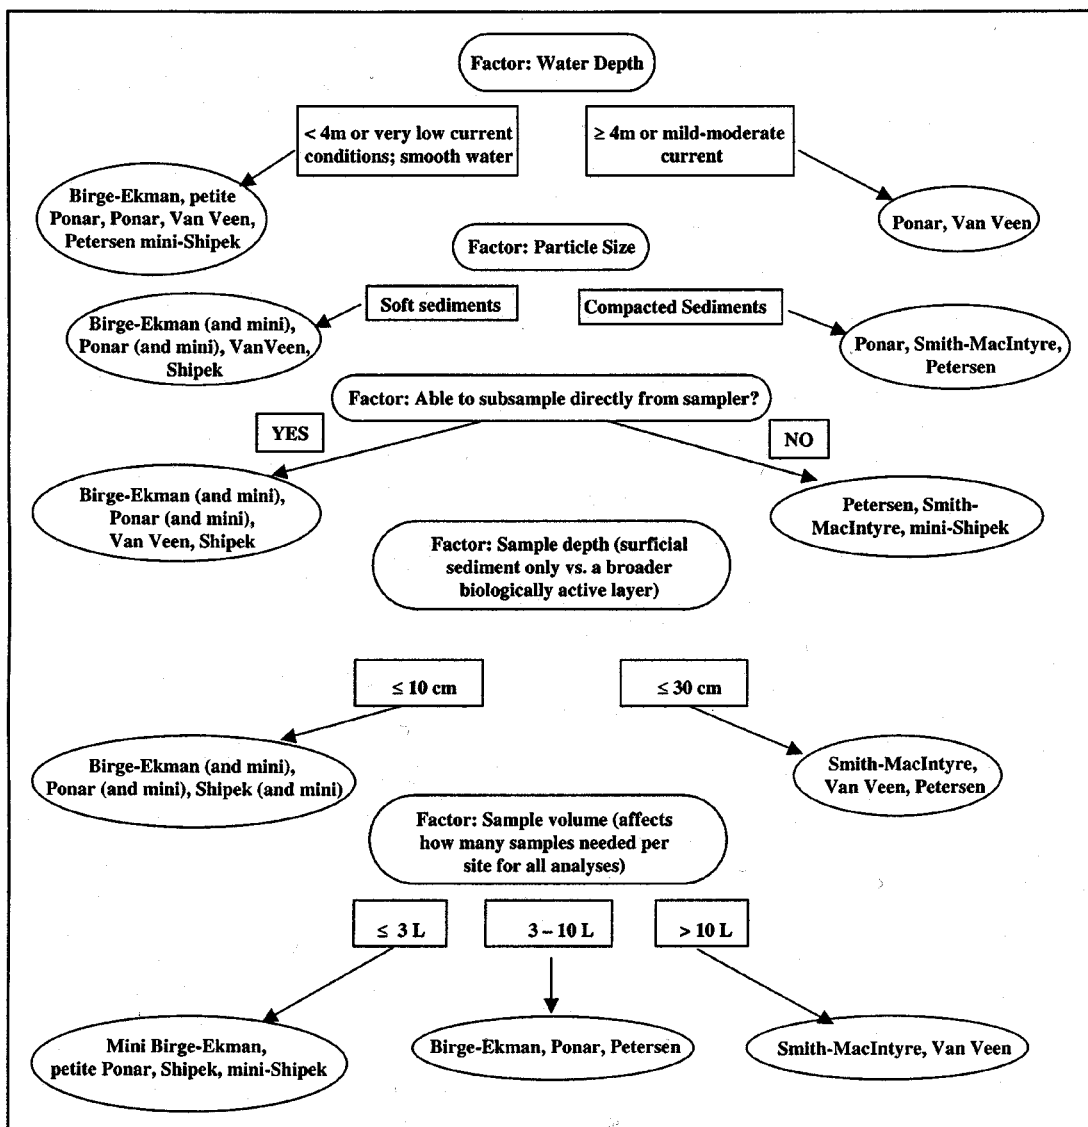 Factor: Water Depth
< 4m or very low current
conditions; smooth water
≥ 4m or mild-moderate
current
Birge-Ekman, petite
Ponar, Ponar, Van Veen,
Petersen mini-Shipek
Ponar, Van Veen
Factor: Particle Size
Soft sediments
Compacted Sediments
Birge-Ekman (and mini),
Ponar (and mini), VanVeen,
Shipek
Ponar, Smith-MacIntyre,
Petersen
Factor: Able to subsample directly from sampler?
YES
NO
Birge-Ekman (and mini),
Ponar (and mini),
Van Veen, Shipek
Petersen, Smith-
MacIntyre, mini-Shipek
Factor: Sample depth (surficial
sediment only vs. a broader
biologically active layer)
≤ 10 cm
≤ 30 cm
Birge-Ekman (and mini),
Ponar (and mini), Shipek (and mini)
Smith-MacIntyre,
Van Veen, Petersen
Factor: Sample volume (affects
how many samples needed per
site for all analyses)
≤ 3 L
3 – 10 L
> 10 L
Mini Birge-Ekman,
petite Ponar, Shipek, mini-Shipek
Birge-Ekman, Ponar, Petersen
Smith-MacIntyre, Van Veen